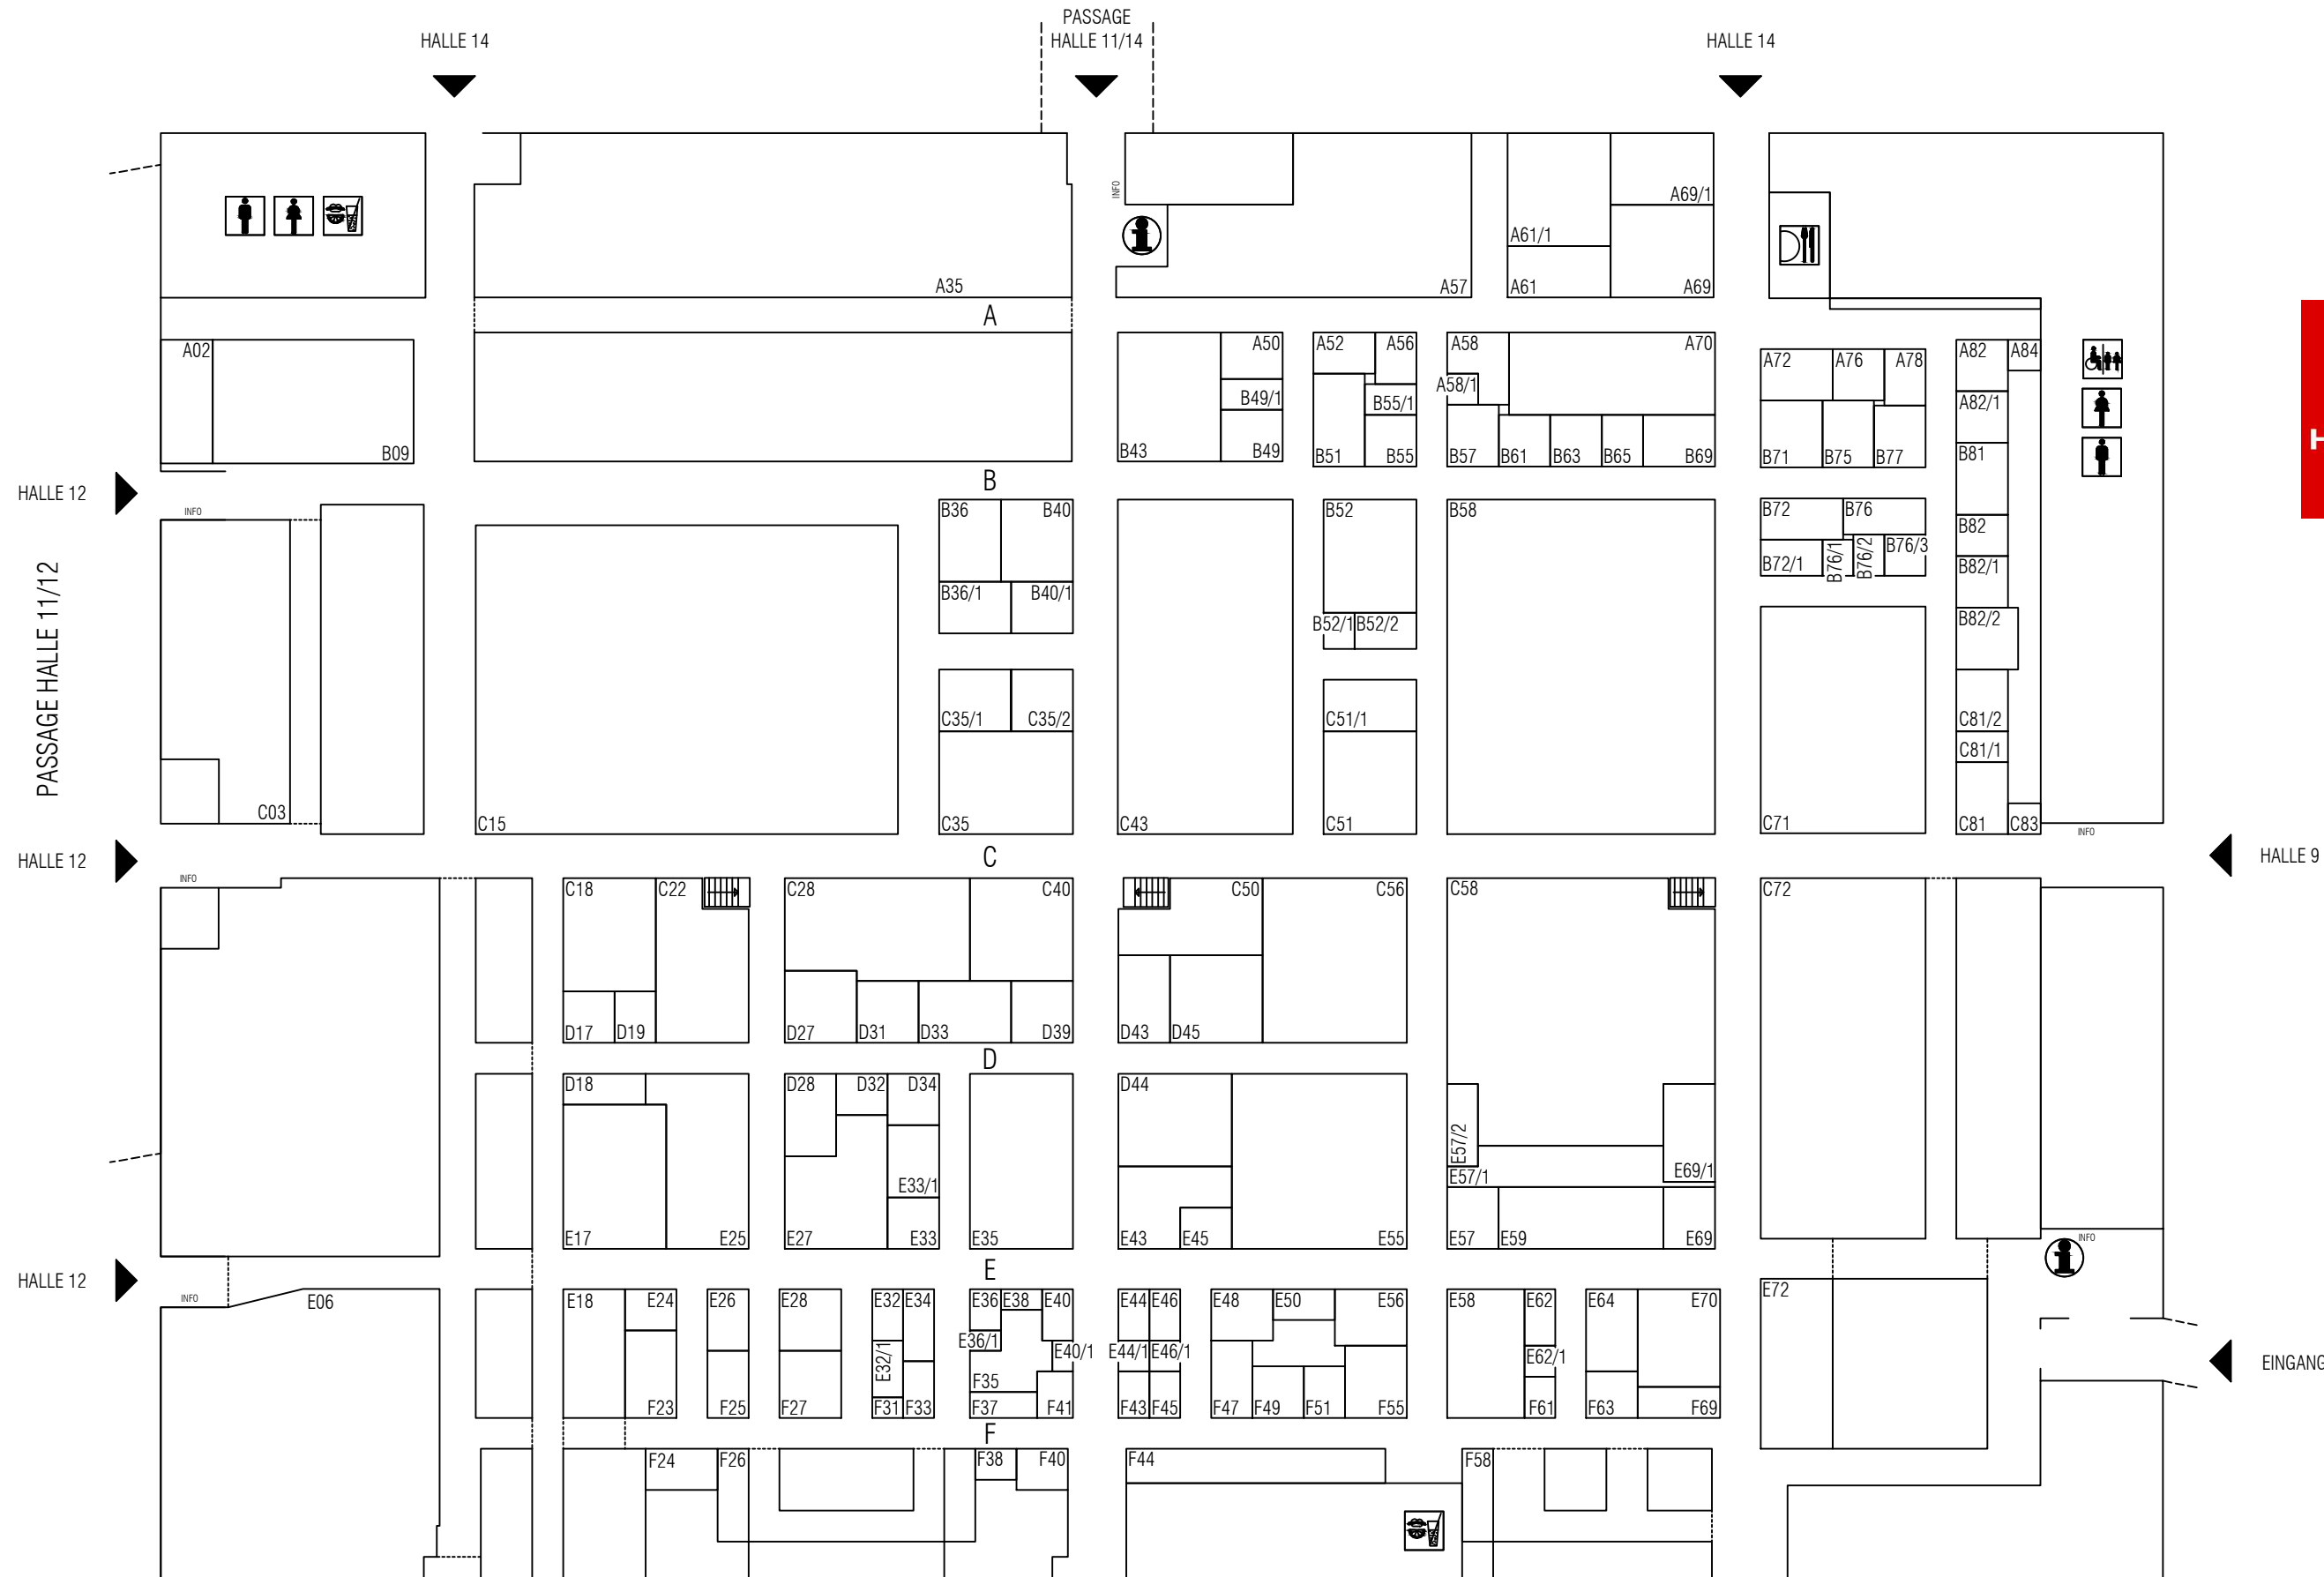 PASSAGE
HALLE 14
HALLE 11/14
HALLE 14
INFO
A69/1
A61/1
A35
A57
A61
A69
A
A02
A50
A52
A56
A58
A70
A72
A76
A78
A82
A84
A58/1
B49/1
B55/1
A82/1
B09
B43
B49
B51
B55
B57
B61
B63
B65
B69
B71
B75
B77
B81
H
B
HALLE 12
INFO
B36
B40
B52
B58
B72
B76
B82
B72/1
B76/1
B76/2
B76/3
B82/1
PASSAGE HALLE 11/12
B36/1
B40/1
B52/1
B52/2
B82/2
C35/1
C35/2
C51/1
C81/2
C81/1
C03
C15
C35
C43
C51
C71
C81
C83
INFO
HALLE 12
C
HALLE 9
INFO
C18
C22
C28
C40
C50
C56
C58
C72
D17
D19
D27
D31
D33
D39
D43
D45
D
D18
D28
D32
D34
D44
E57/2
E33/1
E57/1
E69/1
E17
E25
E27
E33
E35
E43
E45
E55
E57
E59
E69
INFO
HALLE 12
E
INFO
E06
E18
E24
E26
E28
E32
E34
E36
E38
E40
E44
E46
E48
E50
E56
E58
E62
E64
E70
E72
E36/1
E32/1
E40/1
E44/1
E46/1
E62/1
EINGANG
F35
F23
F25
F27
F31
F33
F37
F41
F43
F45
F47
F49
F51
F55
F61
F63
F69
F
F24
F26
F38
F40
F44
F58